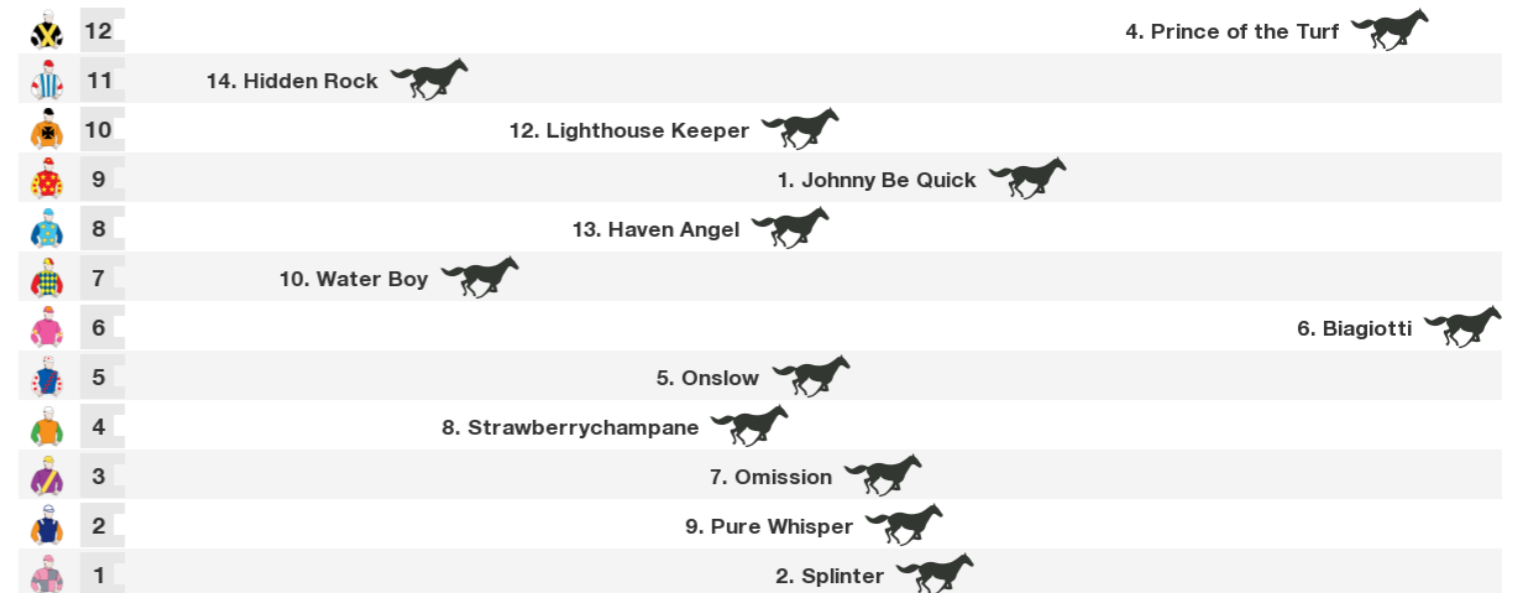 12 4. Prince of the Turf
11 14. Hidden Rock
10 12. Lighthouse Keeper
9 1. Johnny Be Quick
8 13. Haven Angel
7 10. Water Boy
6 6. Biagiotti
5 5. Onslow
4 8. Strawberrychampane
3 7. Omission
2 9. Pure Whisper
1 2. Splinter